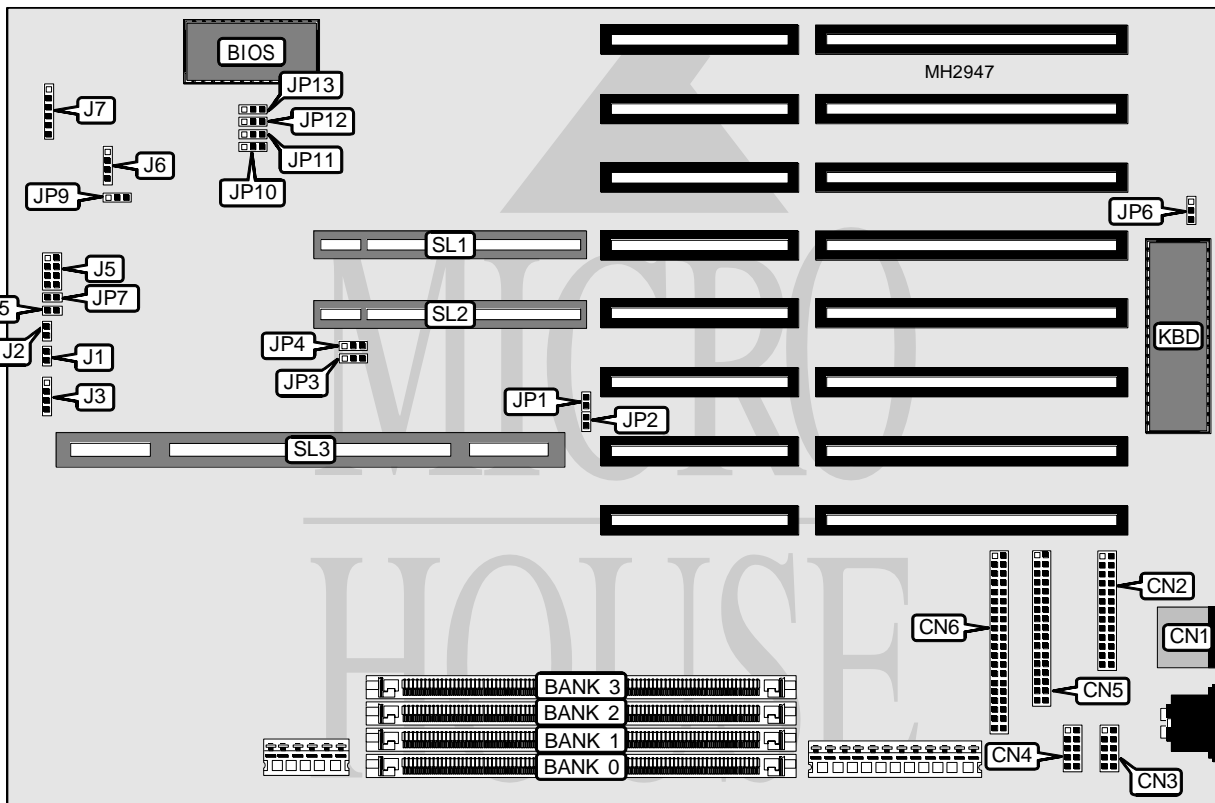 BIOS
MH2947
JP13
J7
JP12
JP11
J6
JP10
JP9
JP6
SL1
J5
JP7
5
SL2
KBD
J2
JP4
J1
JP3
J3
JP1
JP2
SL3
MICRO
HOUSE
CN2
CN6
CN1
BANK 3
CN5
BANK 2
BANK 1
CN4
BANK 0
CN3